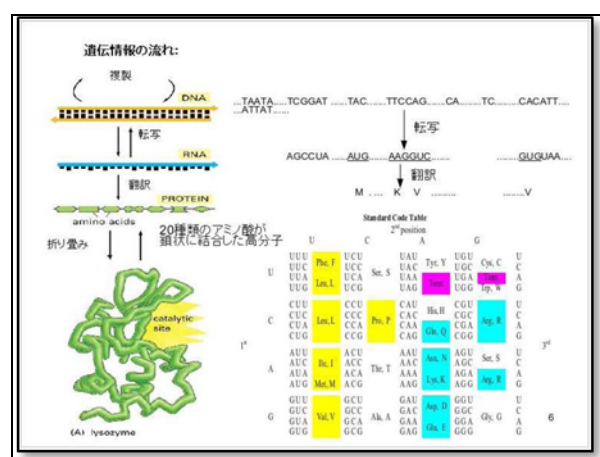 遺伝情報の流れ:
複製
DNA
転写
RNA
翻訳
PROTEIN
amino acids
折り畳み
20種類のアミノ酸が
鎖状に結合した高分子
catalytic
site
(A) lysozyme
....TAATA....TCGGAT ....TAC....TTCCAG.....CA....TC.....CACATT....
....ATTAT....
転写
AGCCUA....AUG....AAGGUC....................GUGUAA....
翻訳
M..... K V ..................V
Standard Code Table
2nd position
U C A G
1st
3rd
U
UUU Phe, F UCU Ser, S UAU Tyr, Y UGU Cys, C U
UUC UCC UAC UGC C
UUA Leu, L UCA UAA Term UGA Term A
UUG UCG UAG UGG Trp, W G
C
CUU Leu, L CCU Pro, P CAU His, H CGU Arg, R U
CUC CCC CAC CGC C
CUA CCA CAA Gln, Q CGA A
CUG CCG CAG CGG G
A
AUU Ile, I ACU Thr, T AAU Asn, N AGU Ser, S U
AUC ACC AAC AGC C
AUA ACA AAA Lys, K AGA Arg, R A
AUG Met, M ACG AAG AGG G
G
GUU Val, V GCU Ala, A GAU Asp, D GGU Gly, G U
GUC GCC GAC GGC C
GUA GCA GAA Glu, E GGA A
GUG GCG GAG GGG G
6